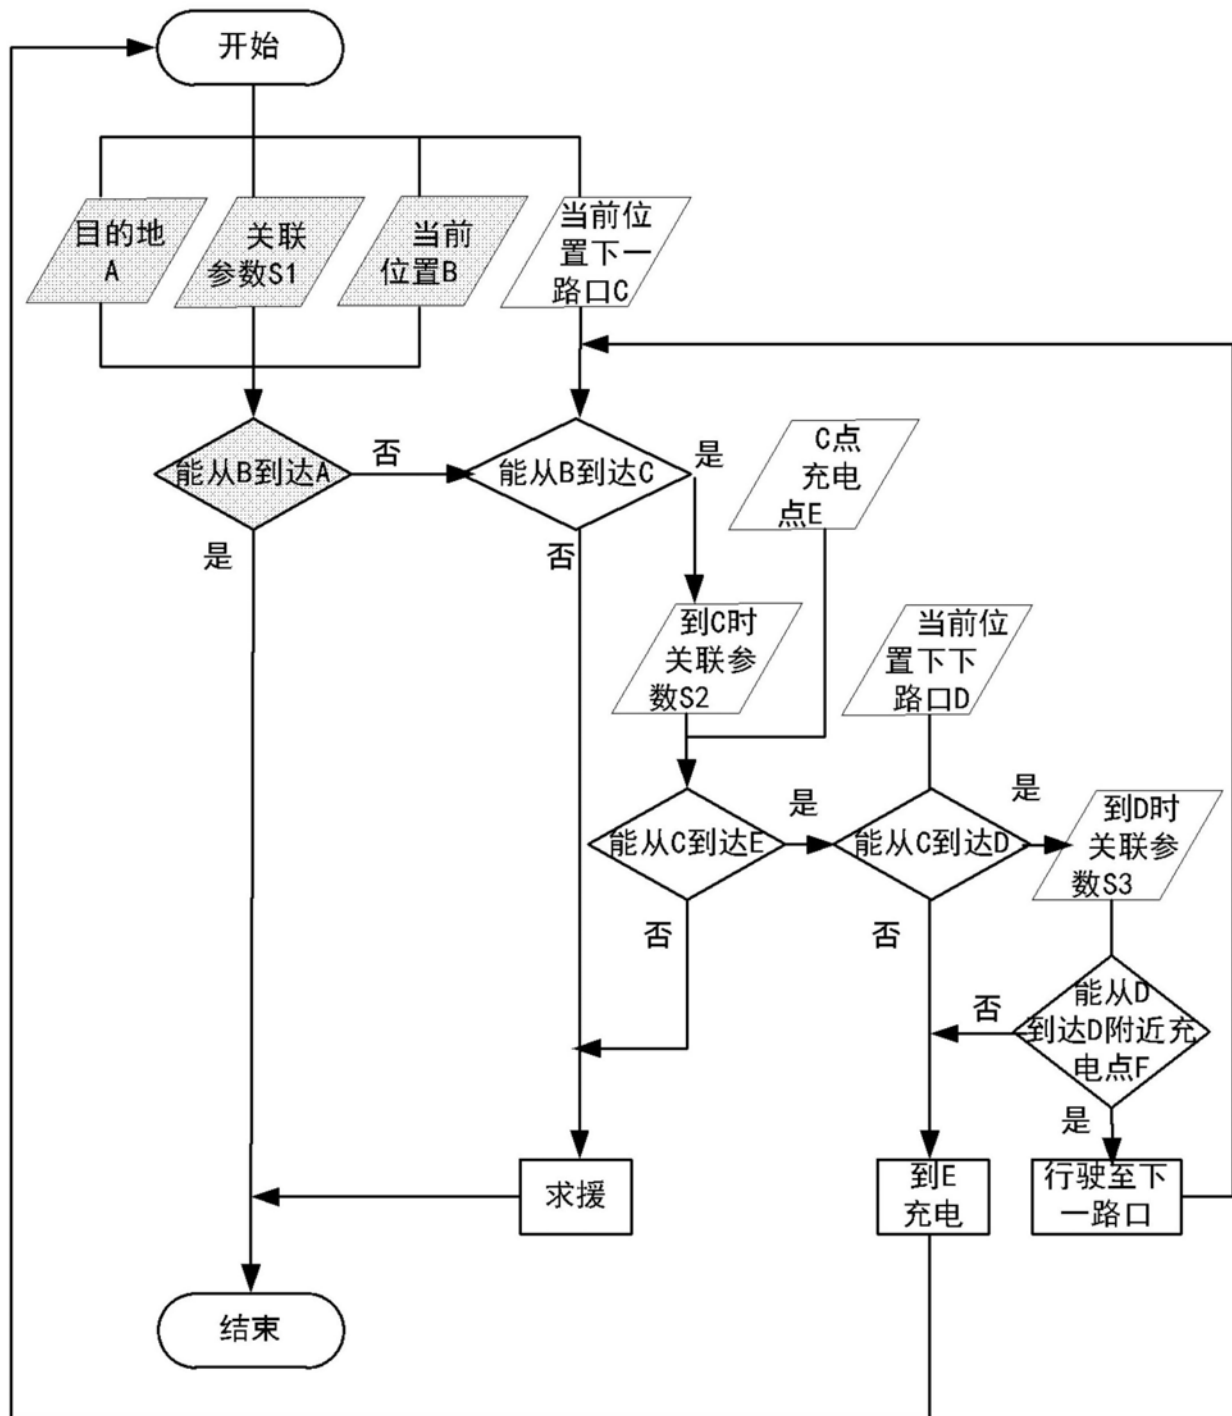 开始
目的地
A
关联
参数S1
当前
位置B
当前位
置下一
路口C
能从B到达A
否
能从B到达C
是
C点
充电
点E
是
否
到C时
关联参
数S2
当前位
置下下
路口D
能从C到达E
是
能从C到达D
是
到D时
关联参
数S3
否
否
能从D
到达D附近充
电点F
否
是
求援
到E
充电
行驶至下
一路口
结束